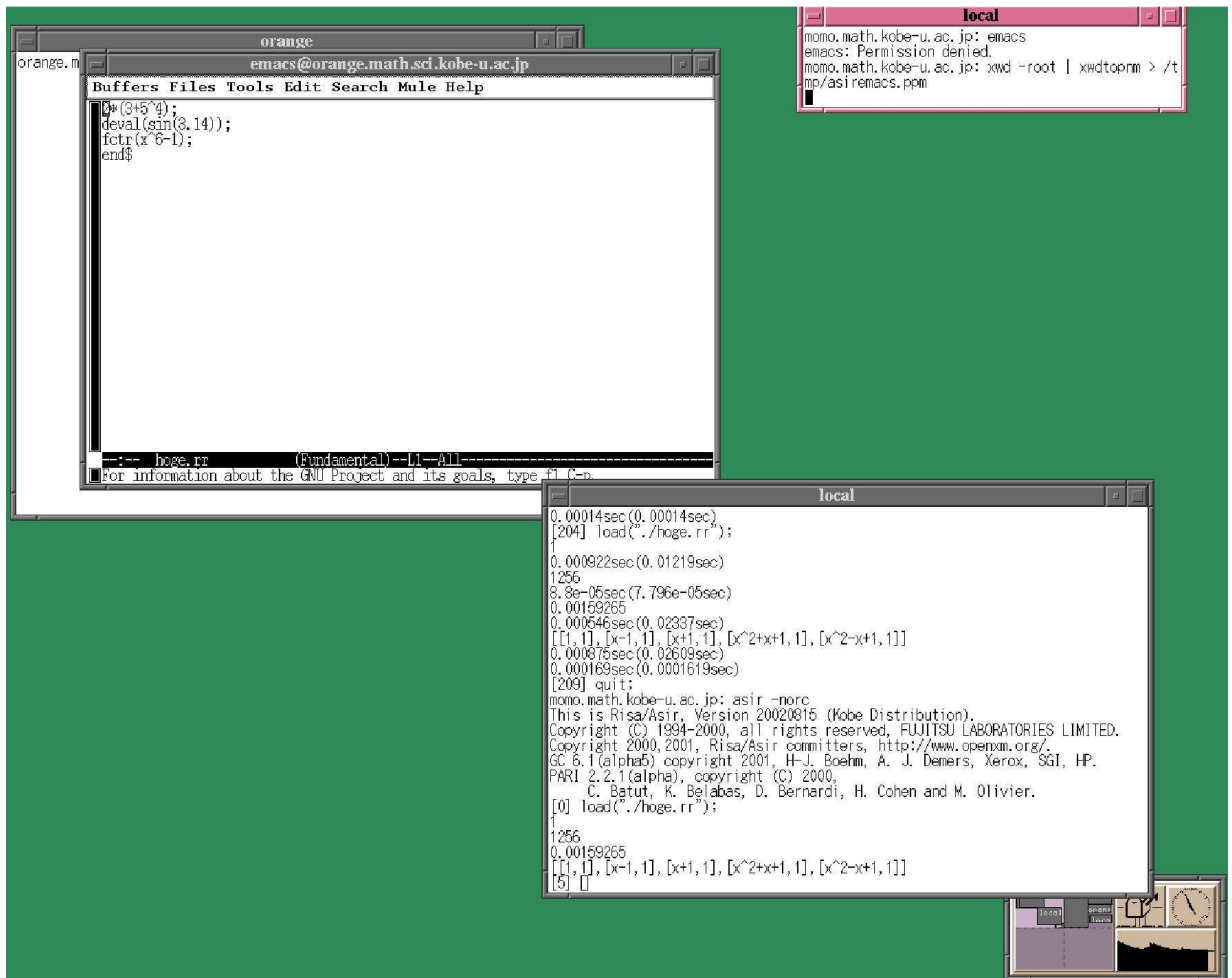 orange
orange.m
emacs@orange.math.sci.kobe-u.ac.jp
Buffers Files Tools Edit Search Mule Help
2*(3+5^4);
deval(sin(3.14));
fctr(x^6-1);
end$
--:-- hoge.rr (Fundamental)--L1--All--------------------------------
For information about the GNU Project and its goals, type f1 C-p.
local
momo.math.kobe-u.ac.jp: emacs
emacs: Permission denied.
momo.math.kobe-u.ac.jp: xwd -root | xwdtopnm > /t
mp/asiremacs.ppm
local
0.00014sec(0.00014sec)
[204] load("./hoge.rr");
1
0.000922sec(0.01219sec)
1256
8.8e-05sec(7.796e-05sec)
0.00159265
0.000546sec(0.02337sec)
[[1,1],[x-1,1],[x+1,1],[x^2+x+1,1],[x^2-x+1,1]]
0.000875sec(0.02609sec)
0.000169sec(0.0001619sec)
[209] quit;
momo.math.kobe-u.ac.jp: asir -norc
This is Risa/Asir, Version 20020815 (Kobe Distribution).
Copyright (C) 1994-2000, all rights reserved, FUJITSU LABORATORIES LIMITED.
Copyright 2000,2001, Risa/Asir committers, http://www.openxm.org/.
GC 6.1(alpha5) copyright 2001, H-J. Boehm, A. J. Demers, Xerox, SGI, HP.
PARI 2.2.1(alpha), copyright (C) 2000,
C. Batut, K. Belabas, D. Bernardi, H. Cohen and M. Olivier.
[0] load("./hoge.rr");
1
1256
0.00159265
[[1,1],[x-1,1],[x+1,1],[x^2+x+1,1],[x^2-x+1,1]]
[5]
local